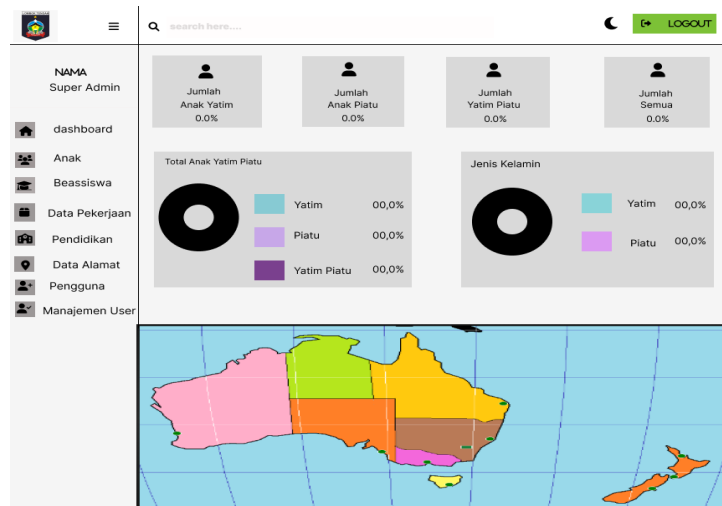 search here....
LOGOUT
NAMA
Super Admin
dashboard
Anak
Beassiswa
Data Pekerjaan
Pendidikan
Data Alamat
Pengguna
Manajemen User
Jumlah
Anak Yatim
0.0%
Jumlah
Anak Piatu
0.0%
Jumlah
Yatim Piatu
0.0%
Jumlah
Semua
0.0%
Total Anak Yatim Piatu
Yatim 00,0%
Piatu 00,0%
Yatim Piatu 00,0%
Jenis Kelamin
Yatim 00,0%
Piatu 00,0%